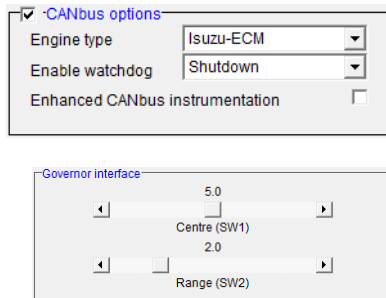 CANbus options
Engine type Isuzu-ECM
Enable watchdog Shutdown
Enhanced CANbus instrumentation
Governor interface
5.0
Centre (SW1)
2.0
Range (SW2)